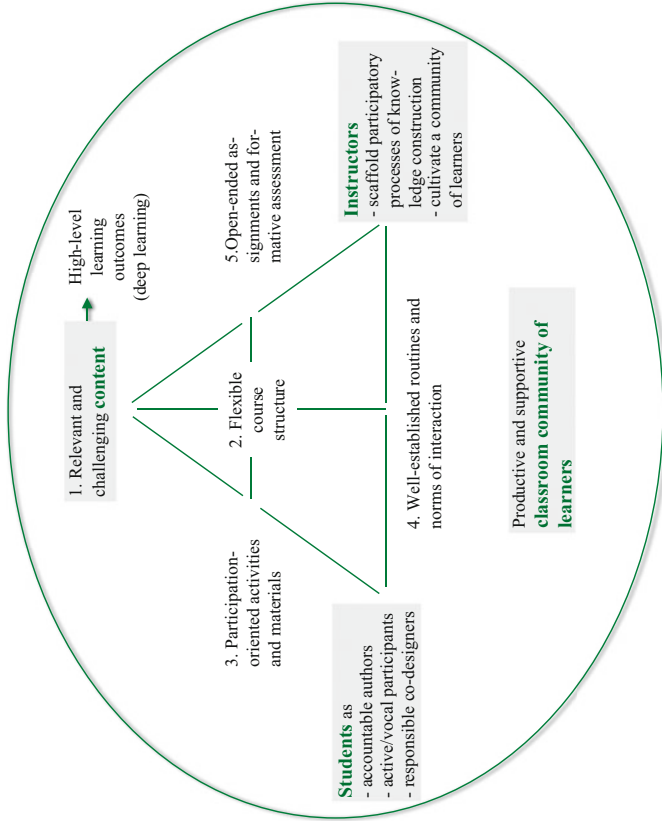 1. Relevant and
challenging content
High-level
learning
outcomes
(deep learning)
3. Participation-
oriented activities
and materials
2. Flexible
course
structure
5.Open-ended as-
signments and for-
mative assessment
Students as
- accountable authors
- active/vocal participants
- responsible co-designers
4. Well-established routines and
norms of interaction
Instructors
- scaffold participatory
processes of know-
ledge construction
- cultivate a community
of learners
Productive and supportive
classroom community of
learners